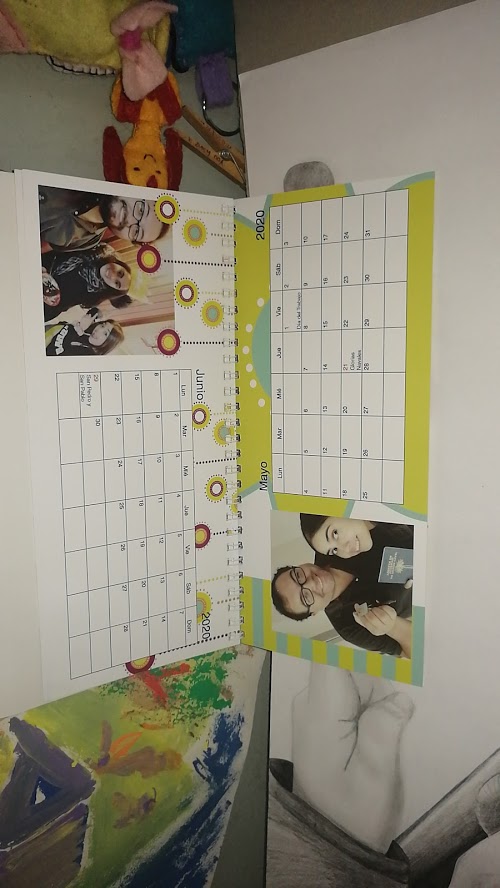 Mayo 2020
Lun Mar Mié Jue Vie Sáb Dom
1 2 3
Día del Trabajo
4 5 6 7 8 9 10
11 12 13 14 15 16 17
18 19 20 21 22 23 24
Glorias
Navales
25 26 27 28 29 30 31
Junio 2020
Lun Mar Mié Jue Vie Sáb Dom
1 2 3 4 5 6 7
8 9 10 11 12 13 14
15 16 17 18 19 20 21
22 23 24 25 26 27 28
29 30
San Pedro y
San Pablo